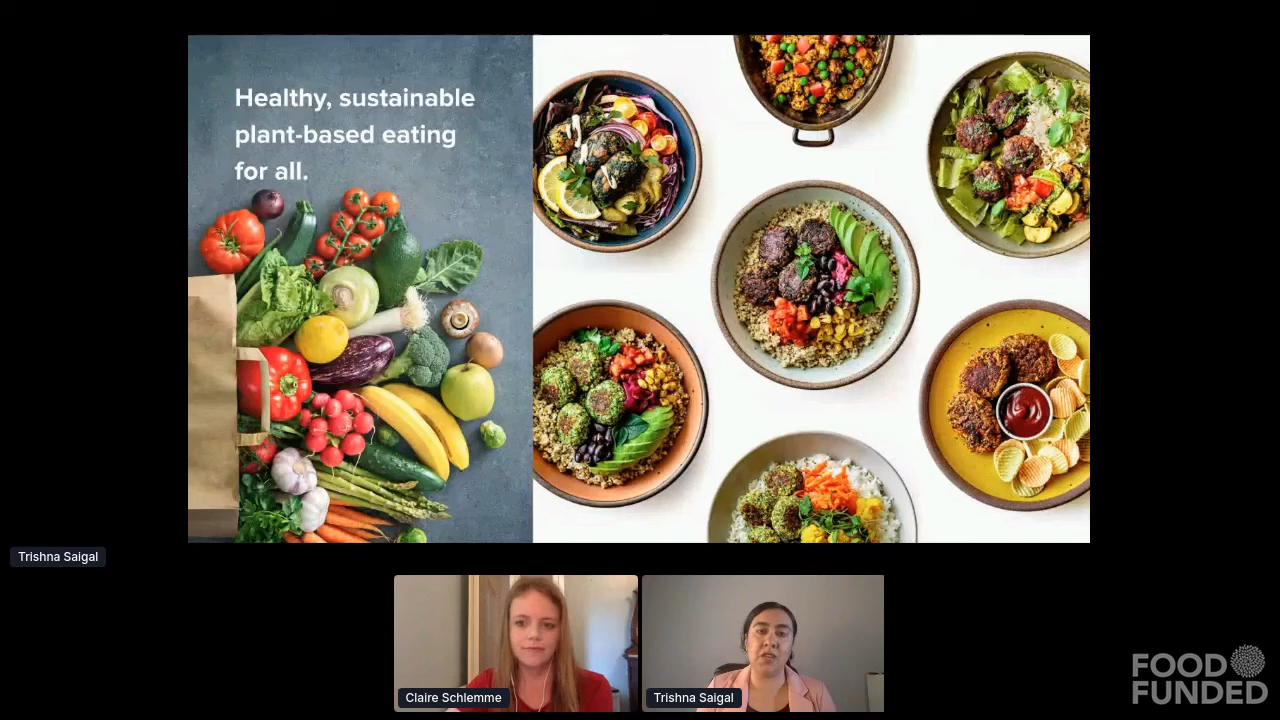 Healthy, sustainable
plant-based eating
for all.
Trishna Saigal
Claire Schlemme
Trishna Saigal
FOOD
FUNDED